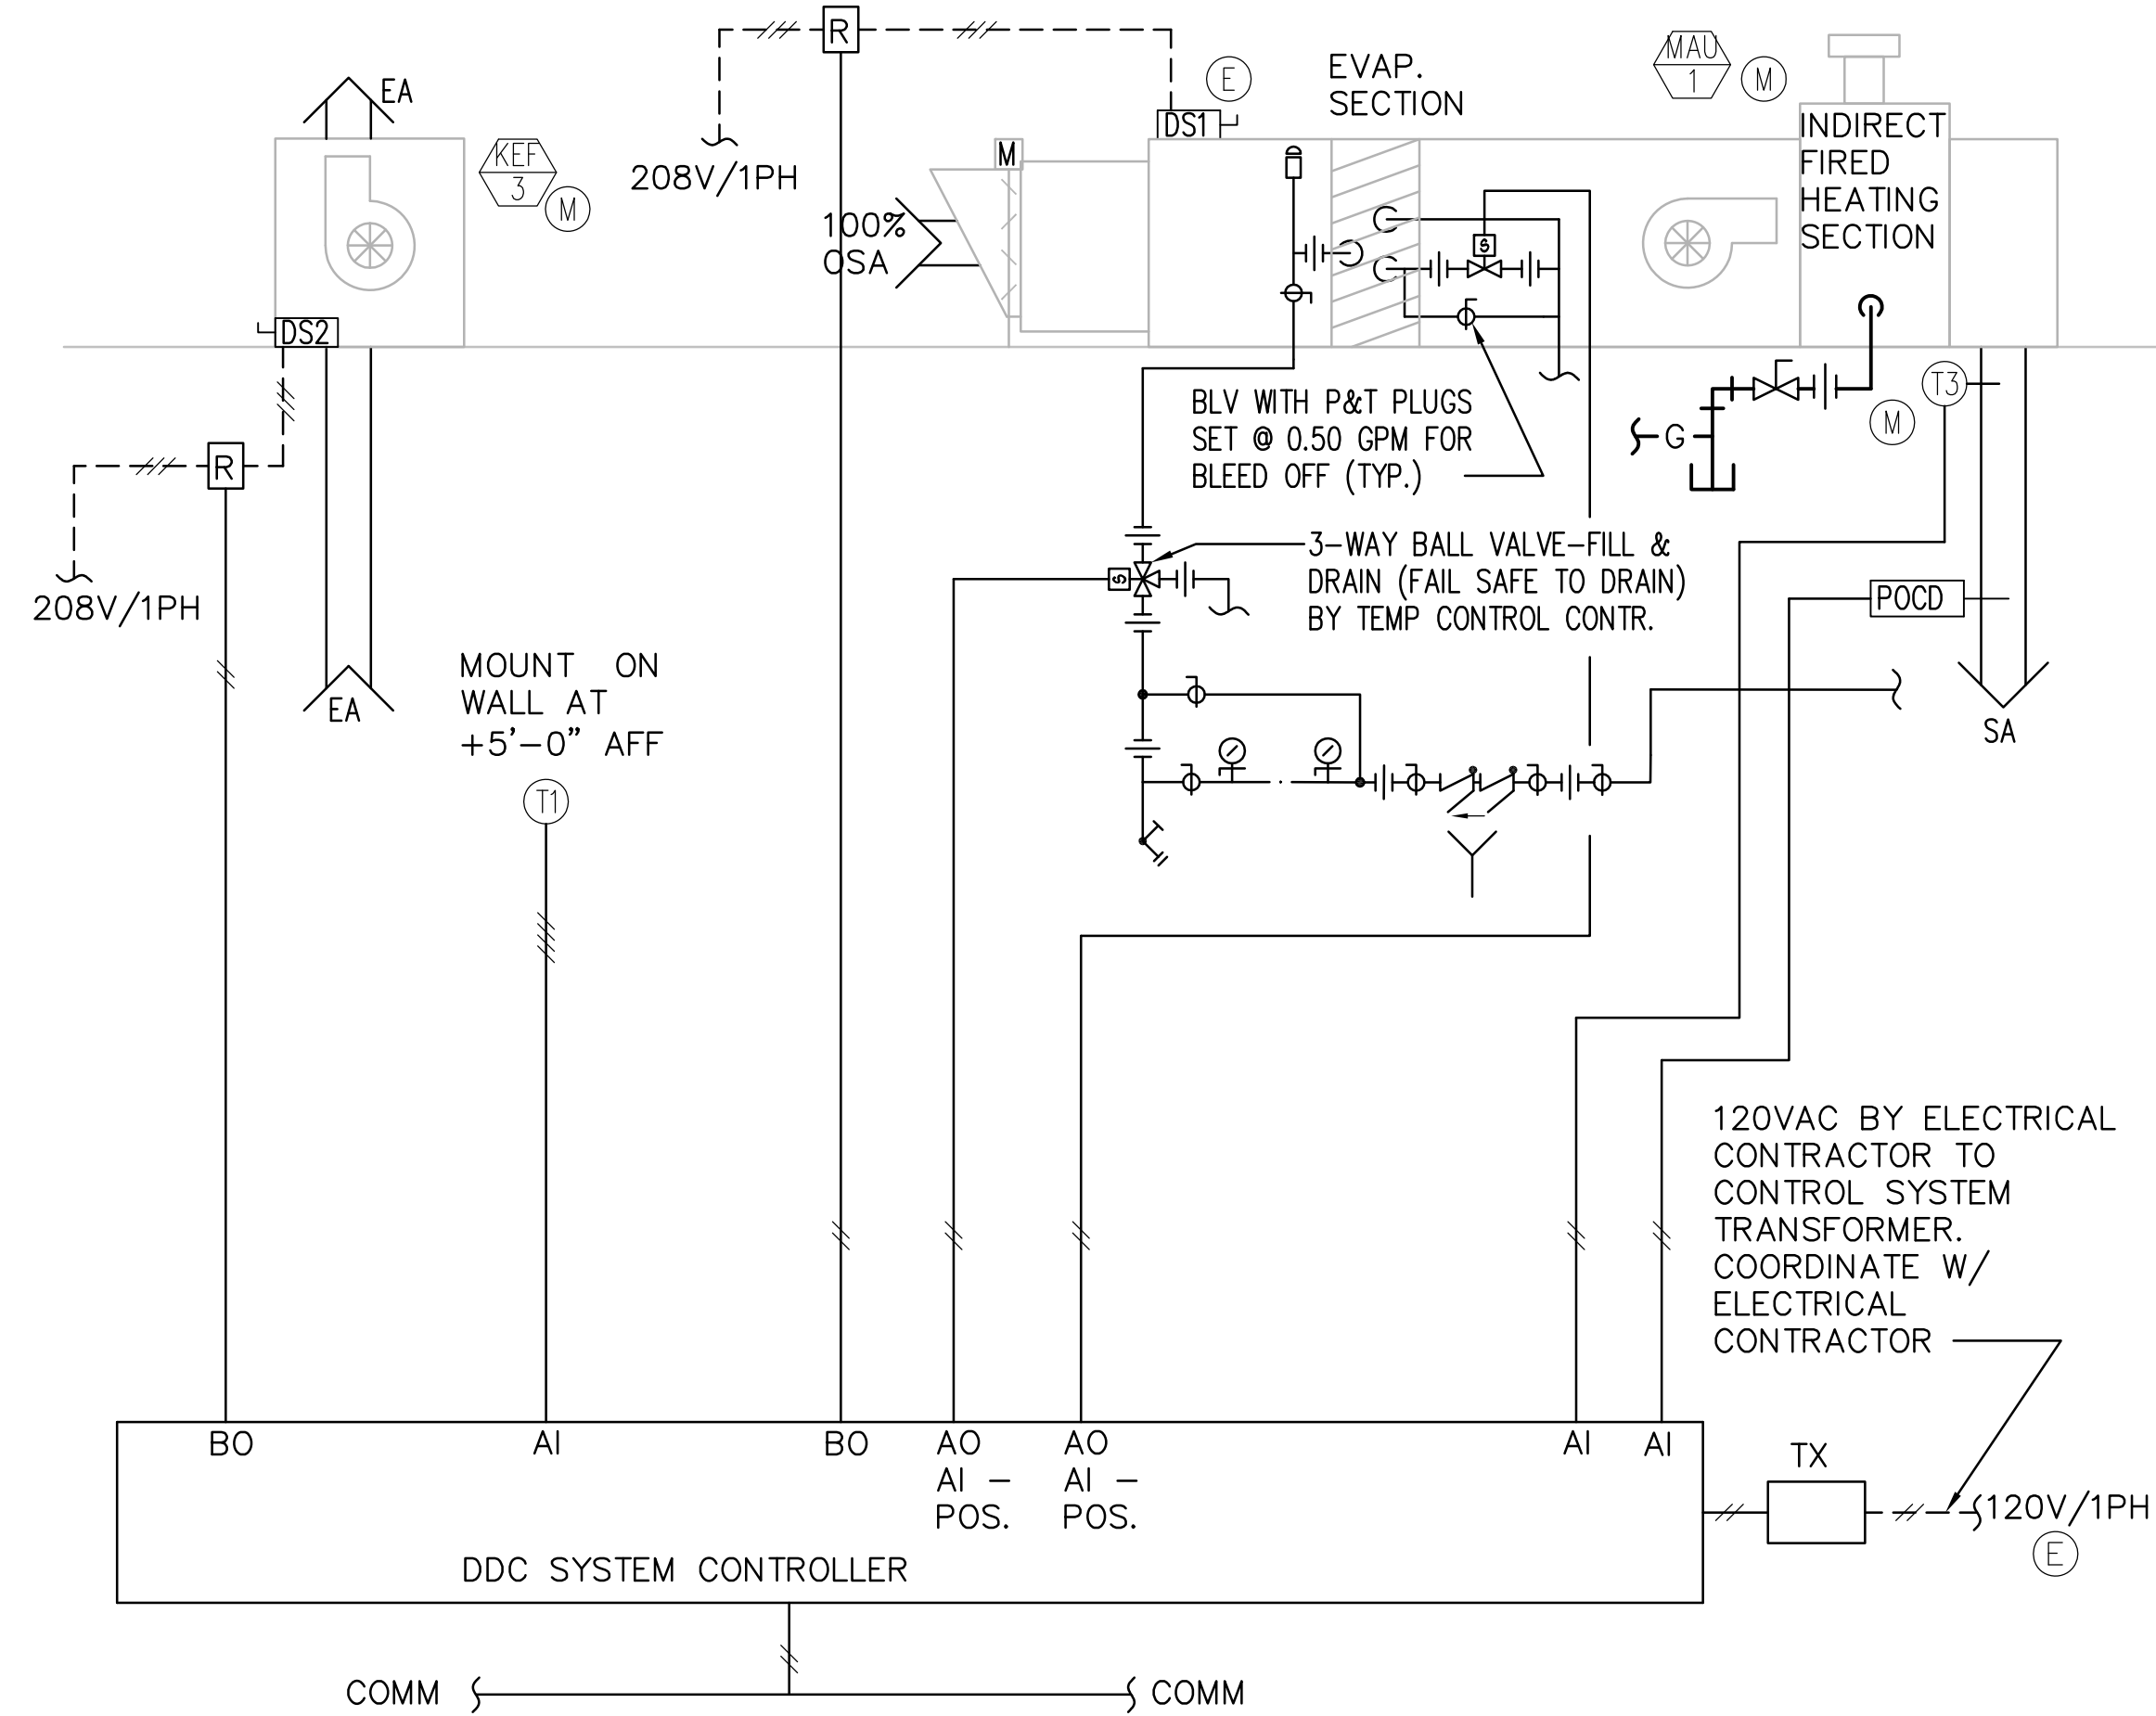 R
EA
E
EVAP.
SECTION
MAU
1
M
DS1
M
INDIRECT
FIRED
HEATING
SECTION
KEF
3
M
208V/1PH
100%
OSA
S
DS2
BLV WITH P&T PLUGS
SET @ 0.50 GPM FOR
BLEED OFF (TYP.)
T3
M
G
R
208V/1PH
3-WAY BALL VALVE-FILL &
DRAIN (FAIL SAFE TO DRAIN)
BY TEMP CONTROL CONTR.
S
POCD
MOUNT ON
WALL AT
+5'-0" AFF
EA
SA
T1
120VAC BY ELECTRICAL
CONTRACTOR TO
CONTROL SYSTEM
TRANSFORMER.
COORDINATE W/
ELECTRICAL
CONTRACTOR
BO
AI
BO
AO
AI -
POS.
AO
AI -
POS.
AI
AI
TX
120V/1PH
E
DDC SYSTEM CONTROLLER
COMM
COMM